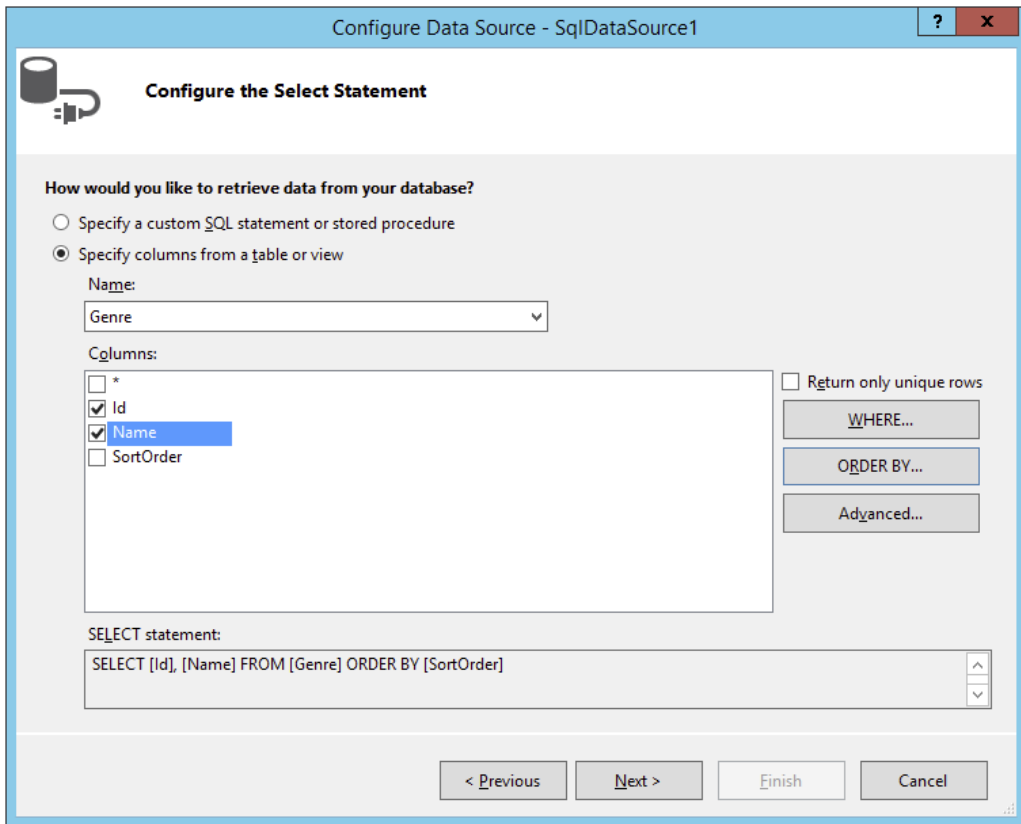 Configure Data Source - SqlDataSource1
? x
Configure the Select Statement
How would you like to retrieve data from your database?
Specify a custom SQL statement or stored procedure
Specify columns from a table or view
Name:
Genre
Columns:
*
Return only unique rows
Id
WHERE...
Name
SortOrder
ORDER BY...
Advanced...
SELECT statement:
SELECT [Id], [Name] FROM [Genre] ORDER BY [SortOrder]
< Previous Next > Finish Cancel